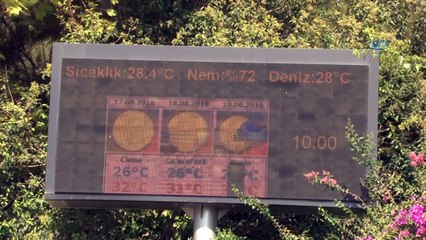 Sıcaklık:28,4°C Nem:%72 Deniz:28°C
17.08.2018 18.08.2018 19.08.2018
10:00
Cuma Cumartesi
26°C 26°C
32°C 31°C